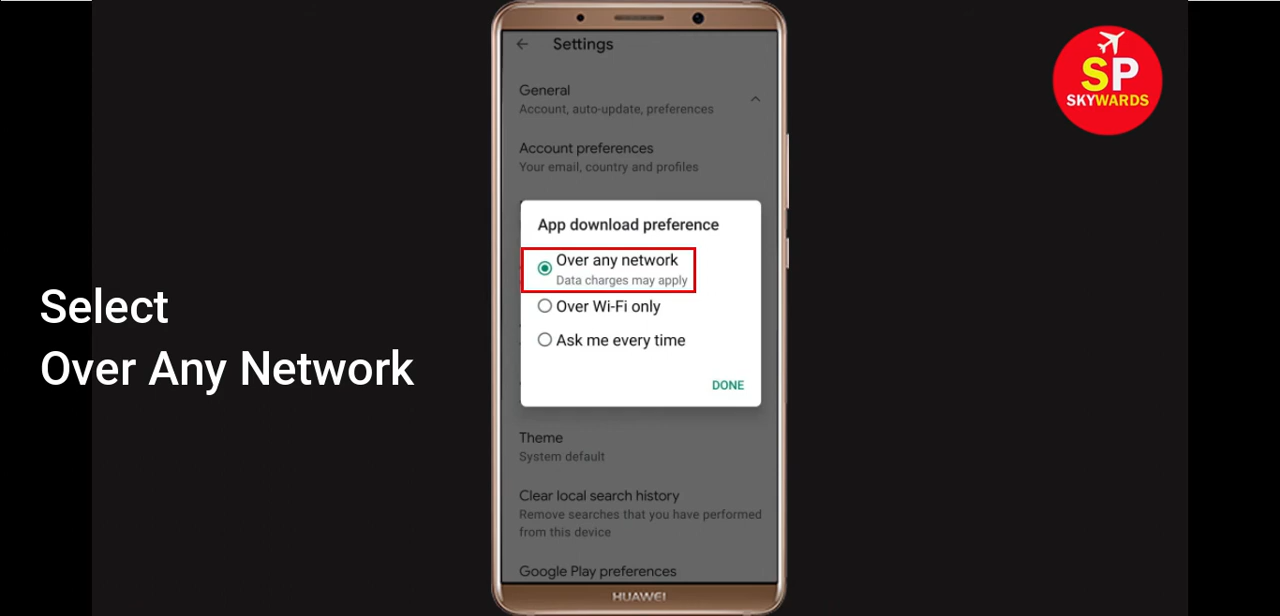 Settings
General
Account, auto-update, preferences
Account preferences
Your email, country and profiles
App download preference
Over any network
Data charges may apply
Over Wi-Fi only
Ask me every time
DONE
Theme
System default
Clear local search history
Remove searches that you have performed
from this device
Google Play preferences
HUAWEI
Select
Over Any Network
SP
SKYWARDS